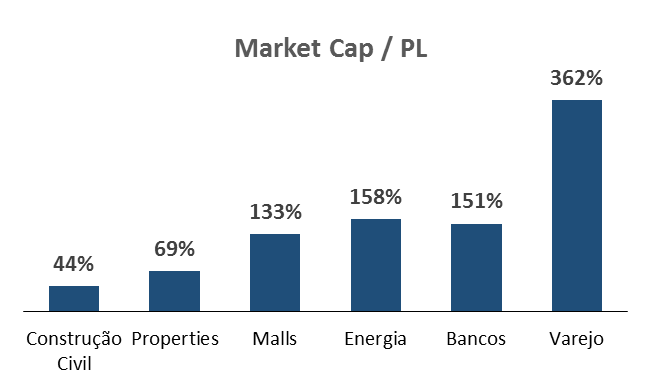 Market Cap / PL
362%
158%
151%
133%
69%
44%
Construção Properties Malls Energia Bancos Varejo
Civil